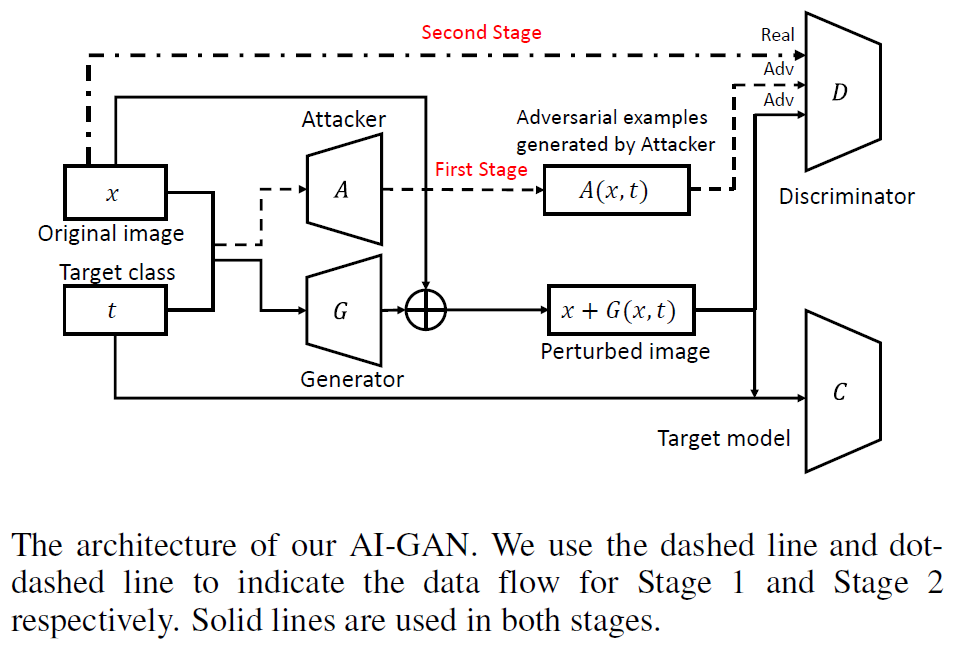 Second Stage
Real
Adv
Adv
D
Discriminator
Attacker
A
First Stage
Adversarial examples
generated by Attacker
A(x, t)
x
Original image
Target class
t
G
Generator
x + G(x, t)
Perturbed image
C
Target model
The architecture of our AI-GAN. We use the dashed line and dot-
dashed line to indicate the data flow for Stage 1 and Stage 2
respectively. Solid lines are used in both stages.